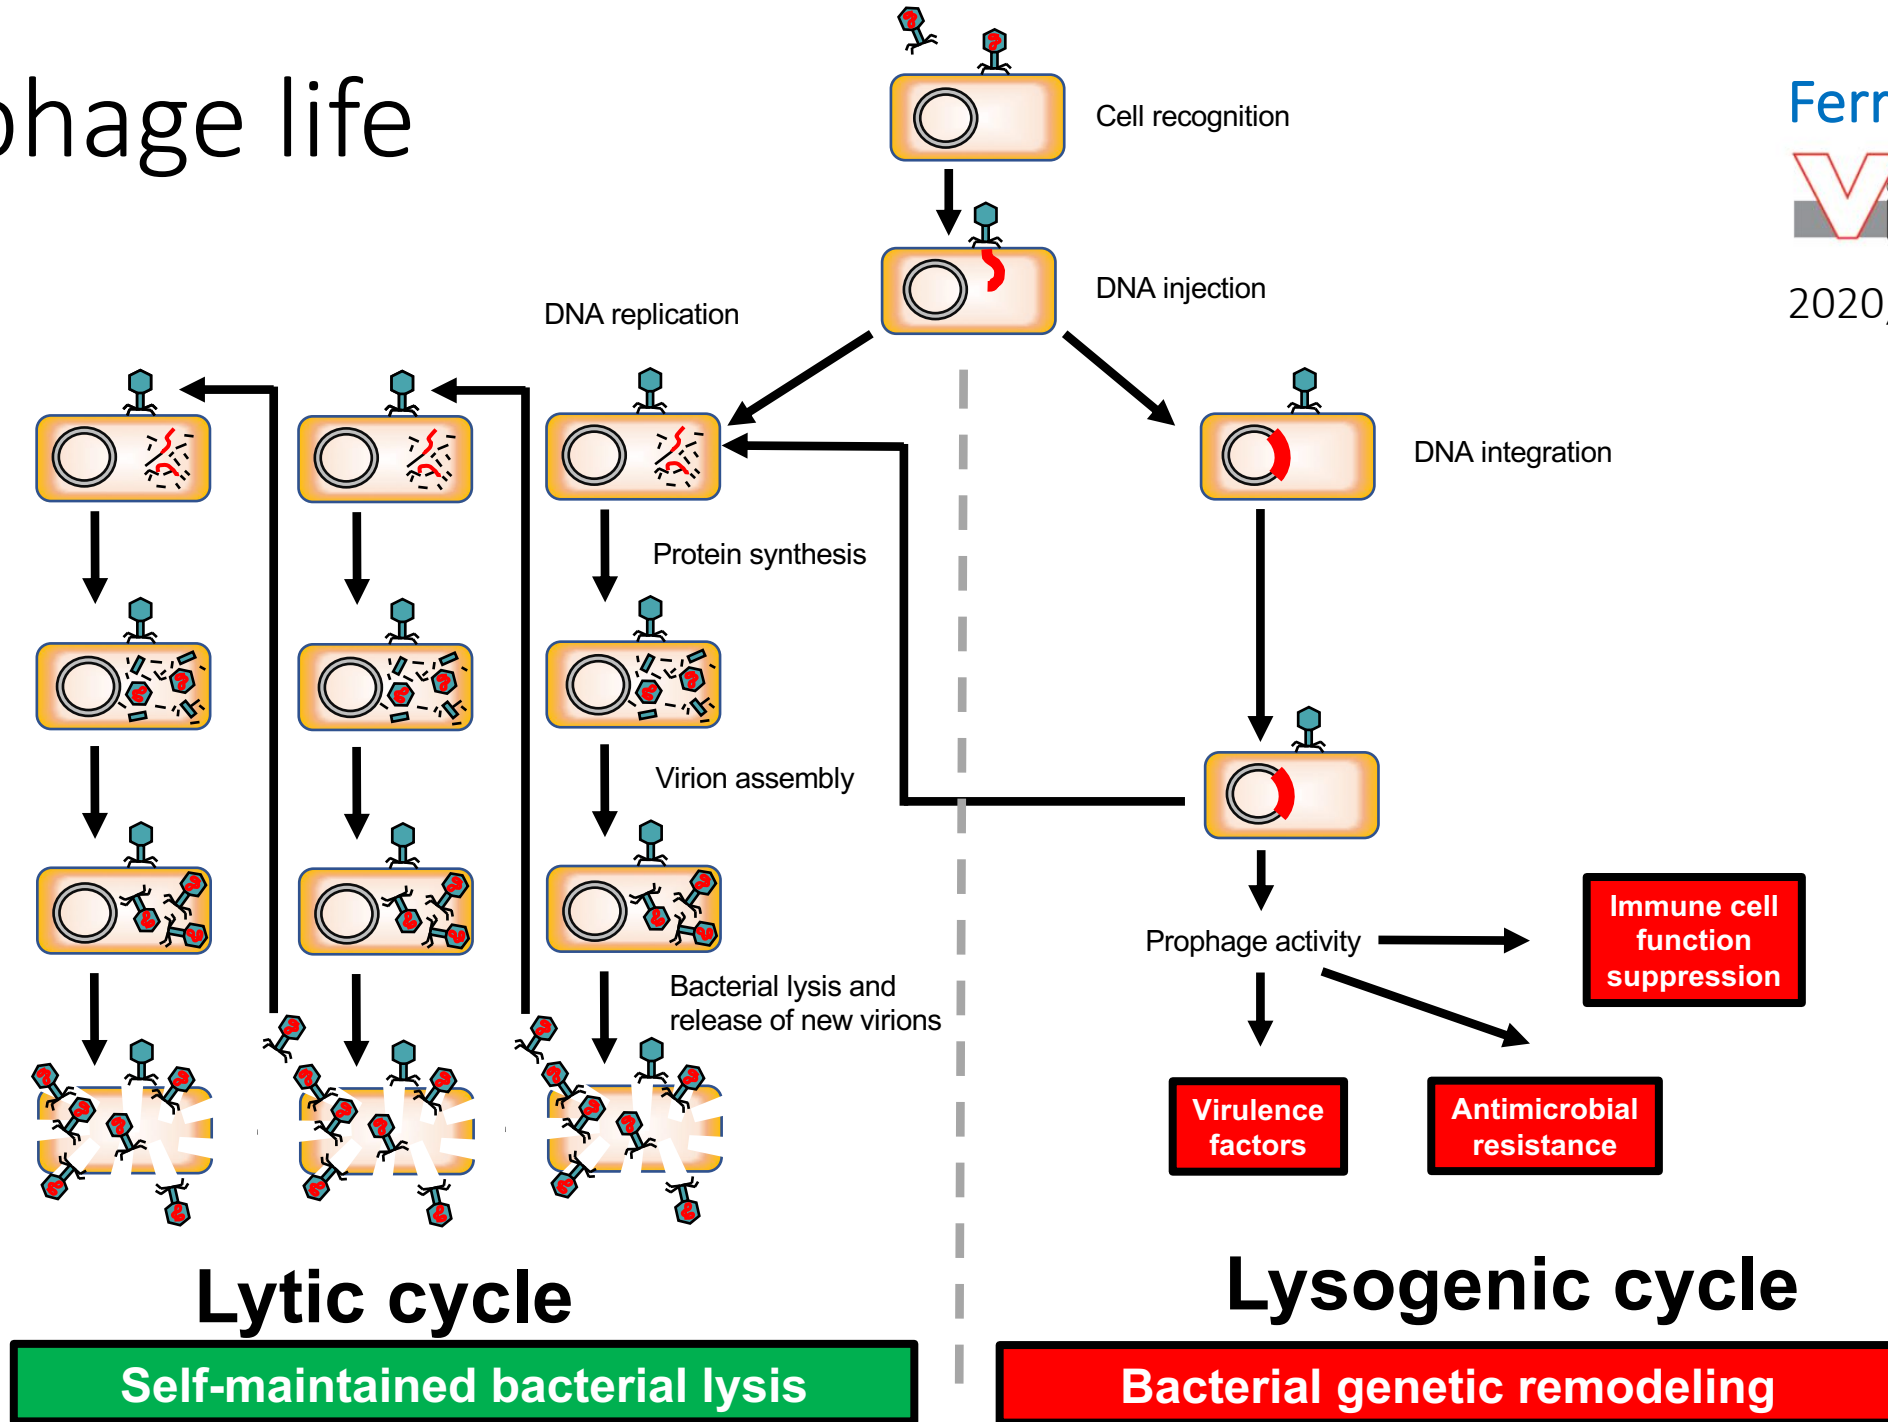 phage life
Cell recognition
DNA injection
2020,
DNA replication
DNA integration
Protein synthesis
Virion assembly
Prophage activity
Immune cell
function
suppression
Bacterial lysis and
release of new virions
Virulence
factors
Antimicrobial
resistance
Lytic cycle
Lysogenic cycle
Self-maintained bacterial lysis
Bacterial genetic remodeling